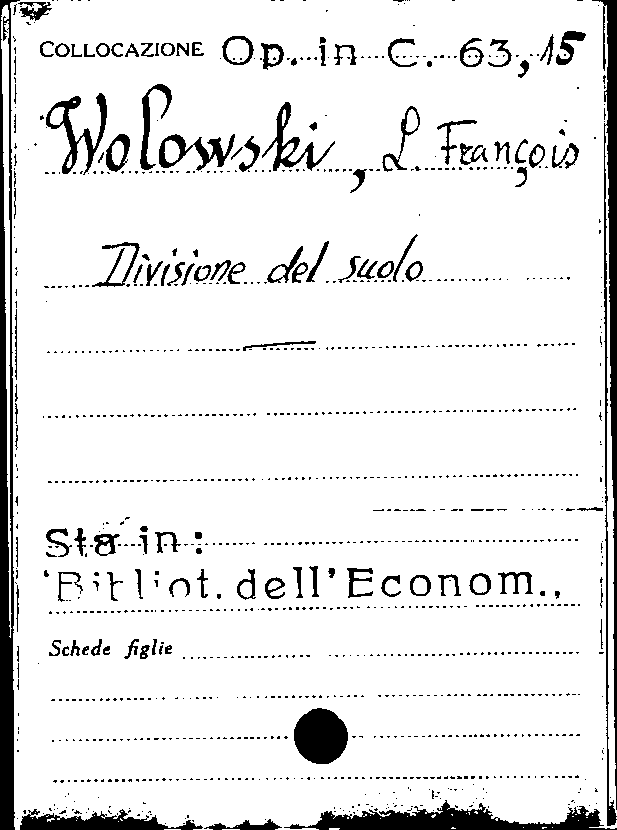 COLLOCAZIONE Op. in C. 63,15
Wolowski, L. François
Divisione del suolo
Sta in:
'Bibliot. dell'Econom.,
Schede figlie